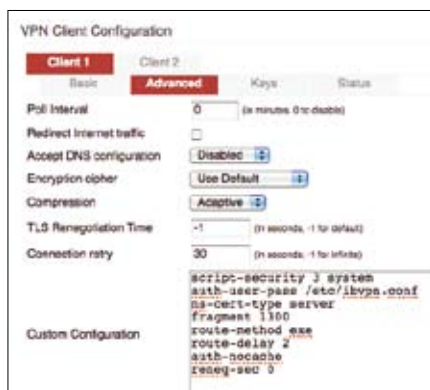 VPN Client Configuration
Client 1 Client 2
Basic Advanced Keys Status
Poll Interval 0 (in minutes, 0 to disable)
Redirect Internet traffic
Accept DNS configuration Disabled
Encryption cipher Use Default
Compression Adaptive
TLS Renegotiation Time -1 (in seconds, -1 for default)
Connection retry 30 (in seconds, -1 for infinite)
Custom Configuration
script-security 3 system
auth-user-pass /etc/ibvpn.conf
ns-cert-type server
fragment 1300
route-method exe
route-delay 2
auth-nocache
reneg-sec 0